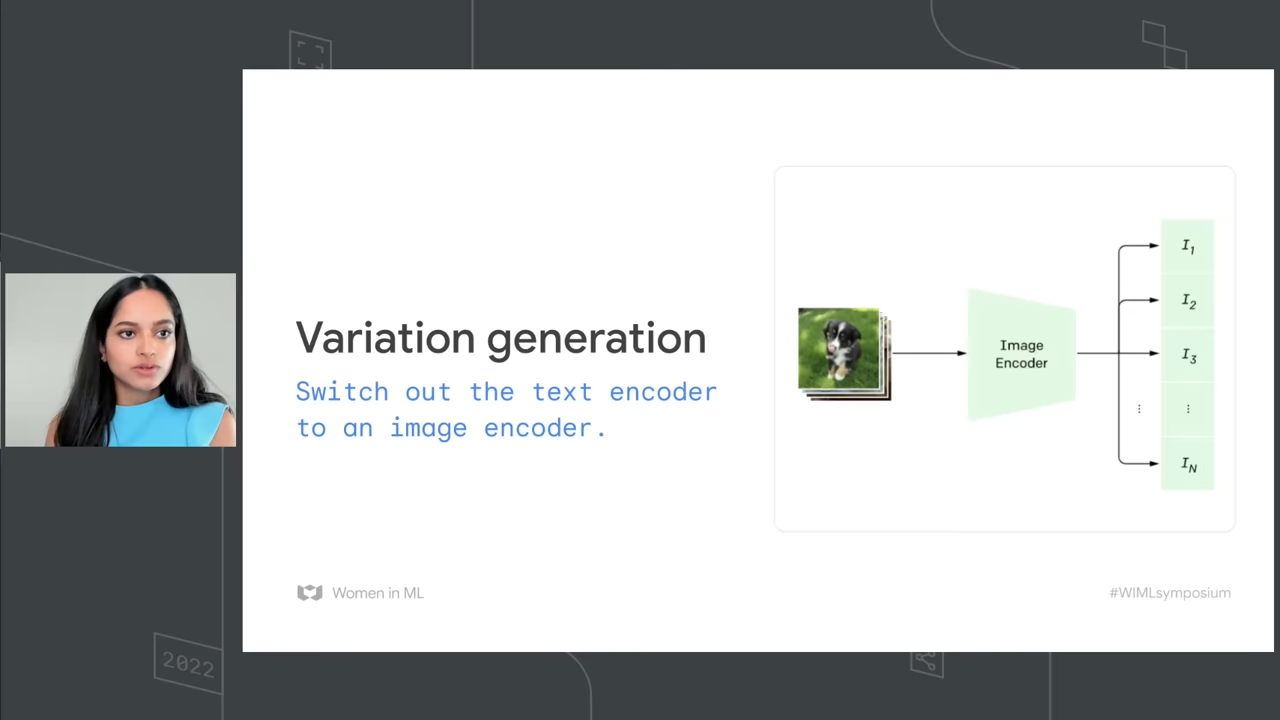 Variation generation
Switch out the text encoder
to an image encoder.
Image
Encoder
I1
I2
I3
⋮
⋮
IN
Women in ML
#WIMLsymposium
2022